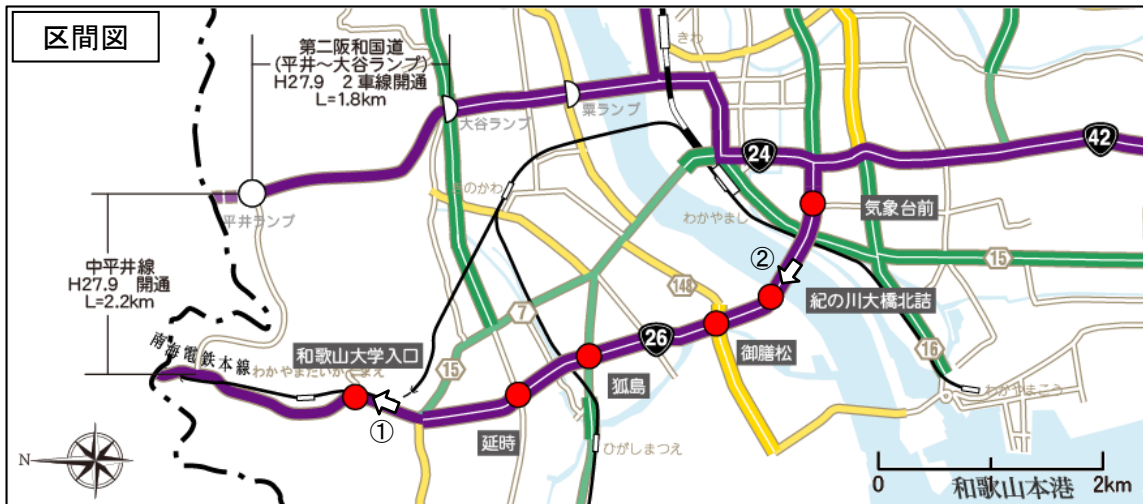 区間図
第二阪和国道
(平井～大谷ランプ)
H27.9 2車線開通
L=1.8km
きわ
大谷ランプ
粟ランプ
24
42
きのかわ
平井ランプ
わかやまし
気象台前
中平井線
H27.9 開通
L=2.2km
②
15
148
紀の川大橋北詰
7
26
御膳松
南海電鉄本線
和歌山大学入口
わかやまだいがくまえ
15
狐島
16
わかやまこう
①
延時
ひがしまつえ
N
0
1
2km
和歌山本港